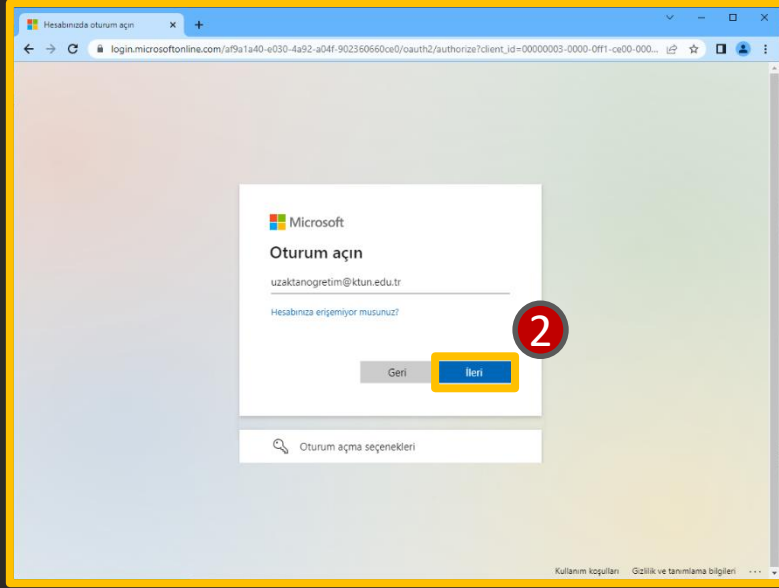 Hesabınızda oturum açın
login.microsoftonline.com/af9a1a40-e030-4a92-a04f-902360660ce0/oauth2/authorize?client_id=00000003-0000-0ff1-ce00-000...
Microsoft
Oturum açın
uzaktanogretim@ktun.edu.tr
Hesabınıza erişemiyor musunuz?
2
Geri İleri
Oturum açma seçenekleri
Kullanım koşulları Gizlilik ve tanımlama bilgileri ...